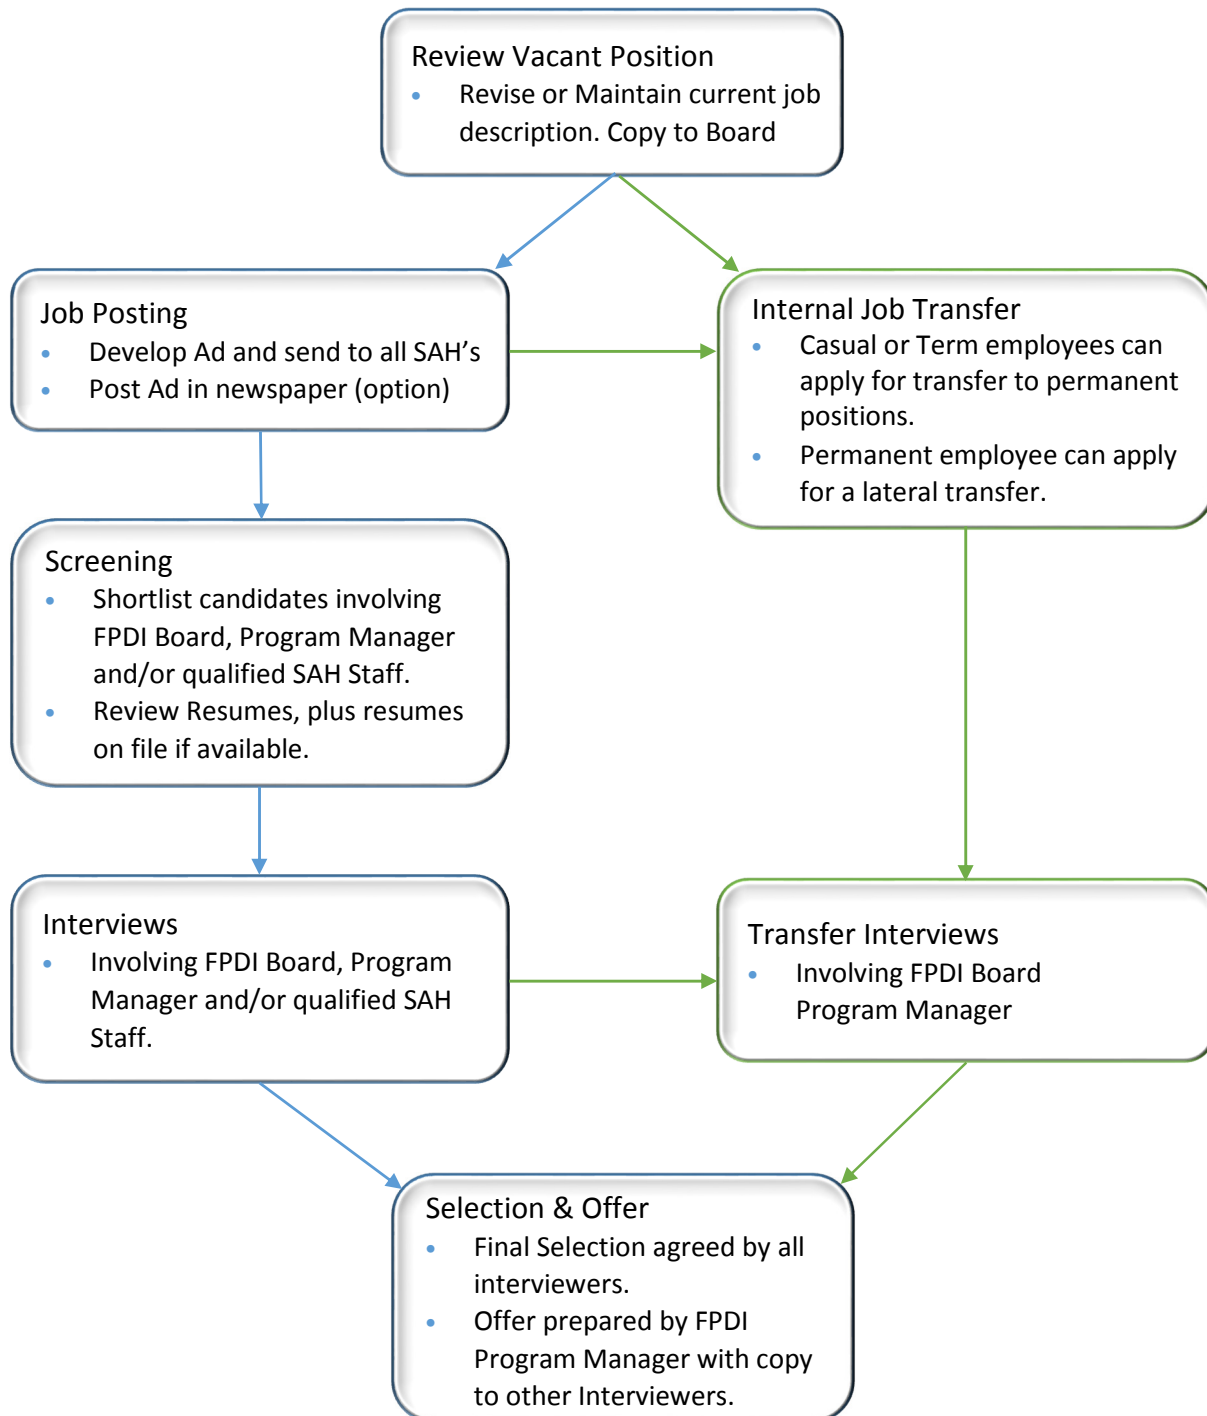 Review Vacant Position
• Revise or Maintain current job
description. Copy to Board
Job Posting
• Develop Ad and send to all SAH’s
• Post Ad in newspaper (option)
Internal Job Transfer
• Casual or Term employees can
apply for transfer to permanent
positions.
• Permanent employee can apply
for a lateral transfer.
Screening
• Shortlist candidates involving
FPDI Board, Program Manager
and/or qualified SAH Staff.
• Review Resumes, plus resumes
on file if available.
Interviews
• Involving FPDI Board, Program
Manager and/or qualified SAH
Staff.
Transfer Interviews
• Involving FPDI Board
Program Manager
Selection & Offer
• Final Selection agreed by all
interviewers.
• Offer prepared by FPDI
Program Manager with copy
to other Interviewers.